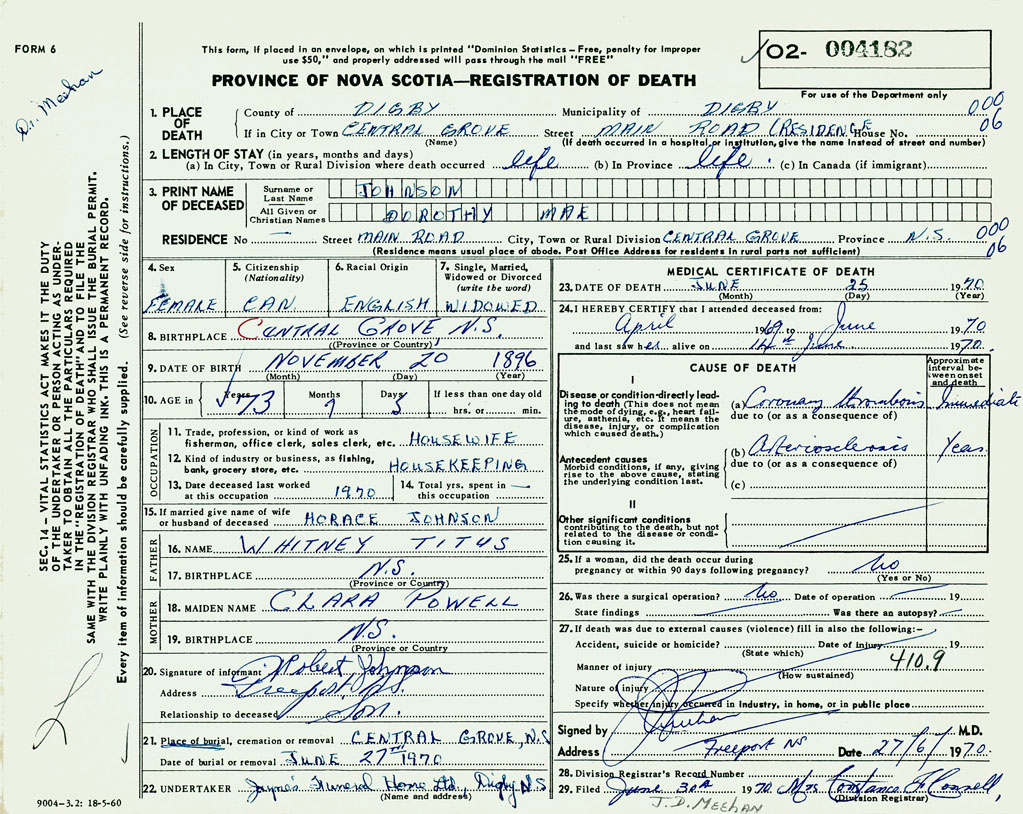 FORM 6
Dr. Meehan
This form, if placed in an envelope, on which is printed "Dominion Statistics – Free, penalty for improper
use $50," and properly addressed will pass through the mail "FREE"
PROVINCE OF NOVA SCOTIA—REGISTRATION OF DEATH
02- 004182
For use of the Department only
SEC. 14 – VITAL STATISTICS ACT MAKES IT THE DUTY
OF THE UNDERTAKER OR PERSON ACTING AS UNDER-
TAKER TO OBTAIN ALL THE PARTICULARS REQUIRED
IN THE "REGISTRATION OF DEATH" AND TO FILE THE
SAME WITH THE DIVISION REGISTRAR WHO SHALL ISSUE THE BURIAL PERMIT.
WRITE PLAINLY WITH UNFADING INK. THIS IS A PERMANENT RECORD.
Every item of information should be carefully supplied. (See reverse side for instructions.)
1. PLACE OF DEATH
County of DIGBY Municipality of DIGBY 000
If in City or Town CENTRAL GROVE Street MAIN ROAD (RESIDENCE House No. 06
(Name) (If death occurred in a hospital or institution, give the name instead of street and number)
2. LENGTH OF STAY (in years, months and days)
(a) In City, Town or Rural Division where death occurred life (b) In Province life. (c) In Canada (if immigrant)
3. PRINT NAME OF DECEASED
Surname or Last Name JOHNSON
All Given or Christian Names DOROTHY MAE
RESIDENCE No — Street MAIN ROAD City, Town or Rural Division CENTRAL GROVE Province N.S. 000
(Residence means usual place of abode. Post Office Address for residents in rural parts not sufficient) 06
4. Sex FEMALE
5. Citizenship (Nationality) CAN
6. Racial Origin ENGLISH
7. Single, Married, Widowed or Divorced (write the word) WIDOWED
8. BIRTHPLACE CENTRAL GROVE N.S.
(Province or Country)
9. DATE OF BIRTH NOVEMBER 20 1896
(Month) (Day) (Year)
10. AGE in Years 73 Months 7 Days 5 If less than one day old
hrs. or min.
OCCUPATION
11. Trade, profession, or kind of work as
fisherman, office clerk, sales clerk, etc. HOUSEWIFE
12. Kind of industry or business, as fishing,
bank, grocery store, etc. HOUSEKEEPING
13. Date deceased last worked
at this occupation 1970
14. Total yrs. spent in
this occupation
15. If married give name of wife
or husband of deceased HORACE JOHNSON
FATHER
16. NAME WHITNEY TITUS
17. BIRTHPLACE N.S.
(Province or Country)
MOTHER
18. MAIDEN NAME CLARA POWELL
19. BIRTHPLACE N.S.
(Province or Country
20. Signature of informant Robert Johnson
Address Freeport, N.S.
Relationship to deceased Son.
21. Place of burial, cremation or removal CENTRAL GROVE, N.S
Date of burial or removal JUNE 27TH 1970
22. UNDERTAKER Jayne's Funeral Home Ltd., Digby N.S
(Name and address)
9004–3.2: 18-5-60
MEDICAL CERTIFICATE OF DEATH
23. DATE OF DEATH JUNE 25 1970
(Month) (Day) (Year)
24. I HEREBY CERTIFY that I attended deceased from:
April 1969 to June 1970
and last saw her alive on 14th June 1970.
CAUSE OF DEATH
Approximate interval between onset and death
I
Disease or condition directly lead-
ing to death (This does not mean
the mode of dying, e.g., heart fail-
ure, asthenia, etc. It means the
disease, injury, or complication
which caused death.)
(a) Coronary thrombosis Immediate
due to (or as a consequence of)
Antecedent causes
Morbid conditions, if any, giving
rise to the above cause, stating
the underlying condition last.
(b) Arteriosclerosis Years
due to (or as a consequence of)
(c)
II
Other significant conditions
contributing to the death, but not
related to the disease or condi-
tion causing it.
25. If a woman, did the death occur during
pregnancy or within 90 days following pregnancy? No
(Yes or No)
26. Was there a surgical operation? No Date of operation 19
State findings Was there an autopsy?
27. If death was due to external causes (violence) fill in also the following:–
Accident, suicide or homicide? Date of Injury 19
(State which) 410.9
Manner of injury
(How sustained)
Nature of injury
Specify whether injury occurred in industry, in home, or in public place
Signed by J Meehan M.D.
Address Freeport NS Date 27/6/1970.
28. Division Registrar's Record Number
29. Filed June 30th 1970 Mrs Constance F Connell,
(Division Registrar)
J. D. MEEHAN